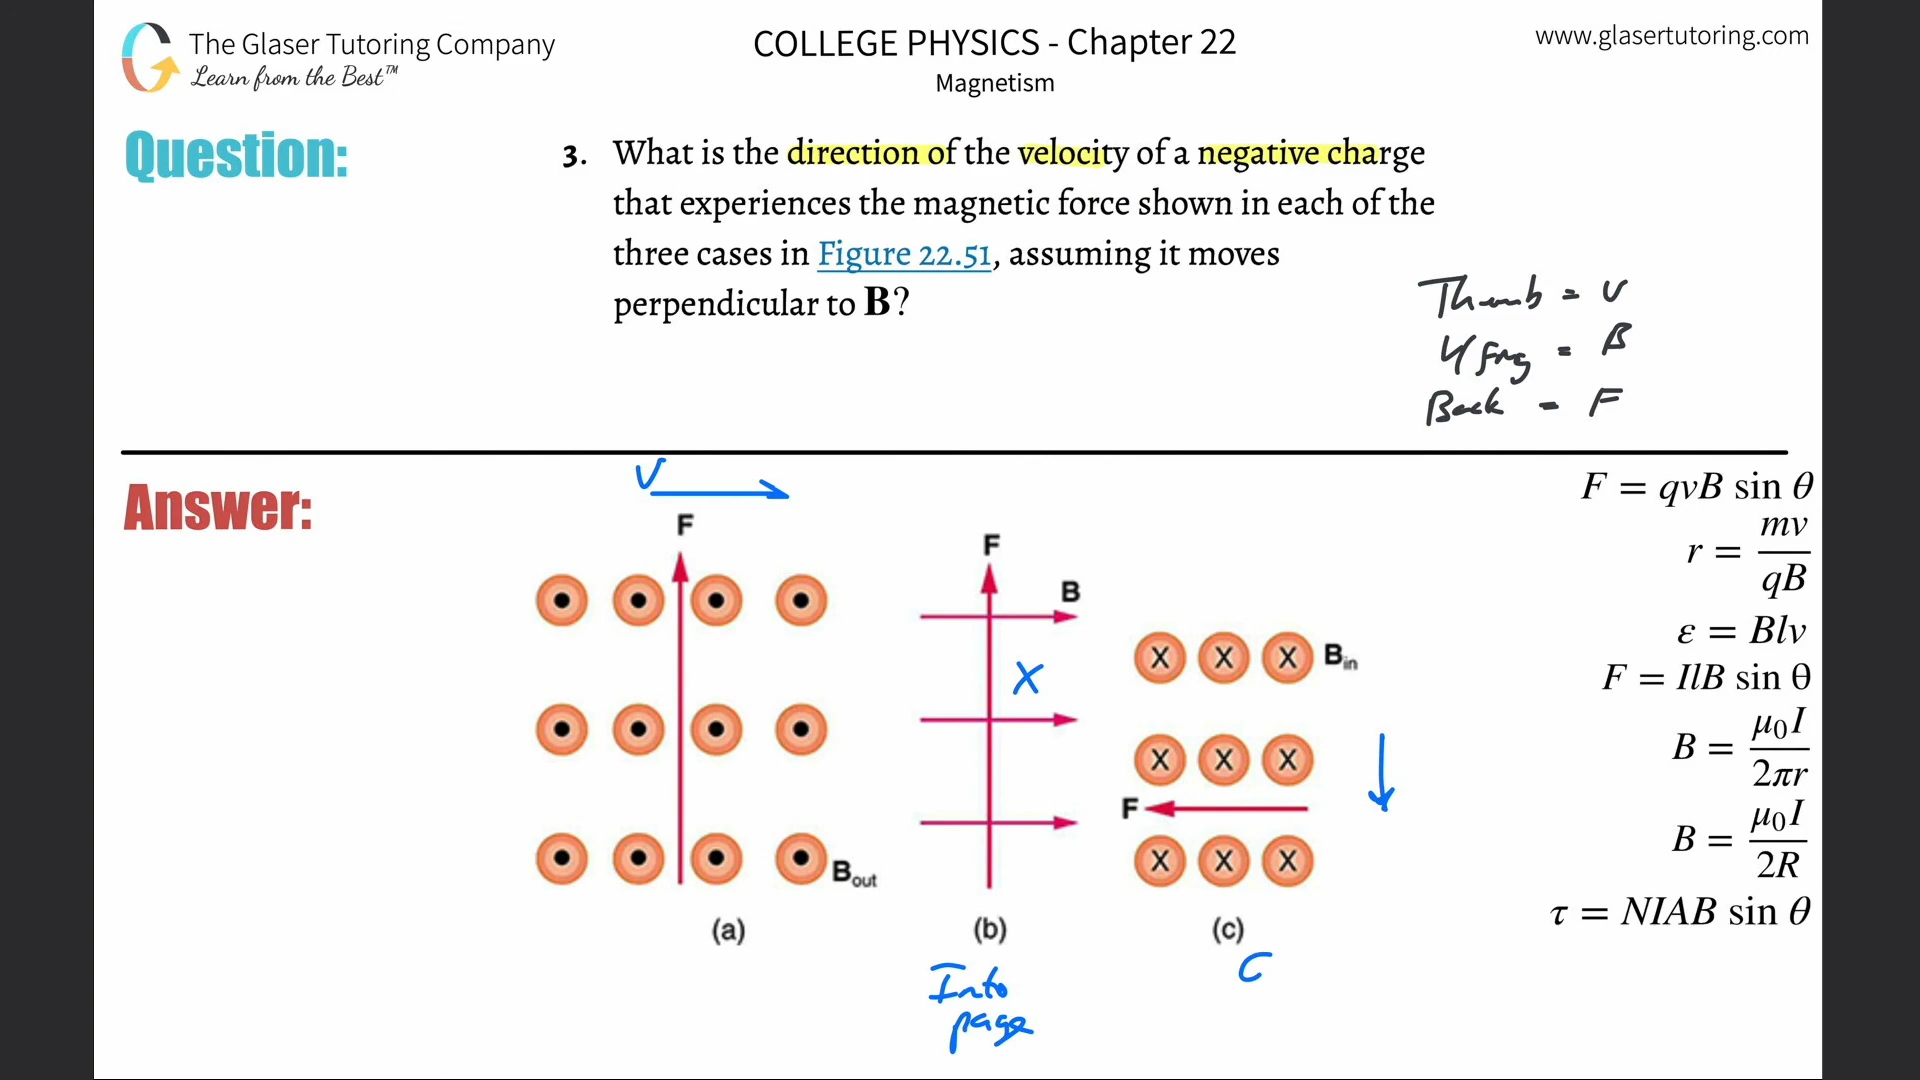 The Glaser Tutoring Company
Learn from the Best™
COLLEGE PHYSICS - Chapter 22
Magnetism
www.glasertutoring.com
Question:
3. What is the direction of the velocity of a negative charge
that experiences the magnetic force shown in each of the
three cases in Figure 22.51, assuming it moves
perpendicular to B?
Thumb = v
4 fing = B
Back = F
Answer:
V
F
B_out
(a)
F
B
X
(b)
Into
page
X X X B_in
X X X
F
X X X
(c)
C
F = qvB sin θ
r = mv / qB
ε = Blv
F = IlB sin θ
B = μ₀I / 2πr
B = μ₀I / 2R
τ = NIAB sin θ